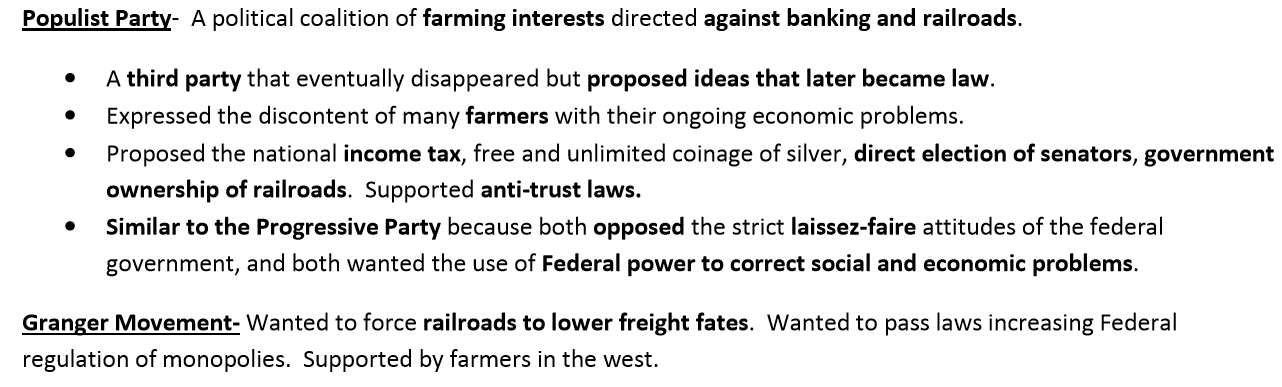 Populist Party-  A political coalition of farming interests directed against banking and railroads.
• A third party that eventually disappeared but proposed ideas that later became law.
• Expressed the discontent of many farmers with their ongoing economic problems.
• Proposed the national income tax, free and unlimited coinage of silver, direct election of senators, government
ownership of railroads.  Supported anti-trust laws.
• Similar to the Progressive Party because both opposed the strict laissez-faire attitudes of the federal
government, and both wanted the use of Federal power to correct social and economic problems.
Granger Movement- Wanted to force railroads to lower freight fates.  Wanted to pass laws increasing Federal
regulation of monopolies.  Supported by farmers in the west.